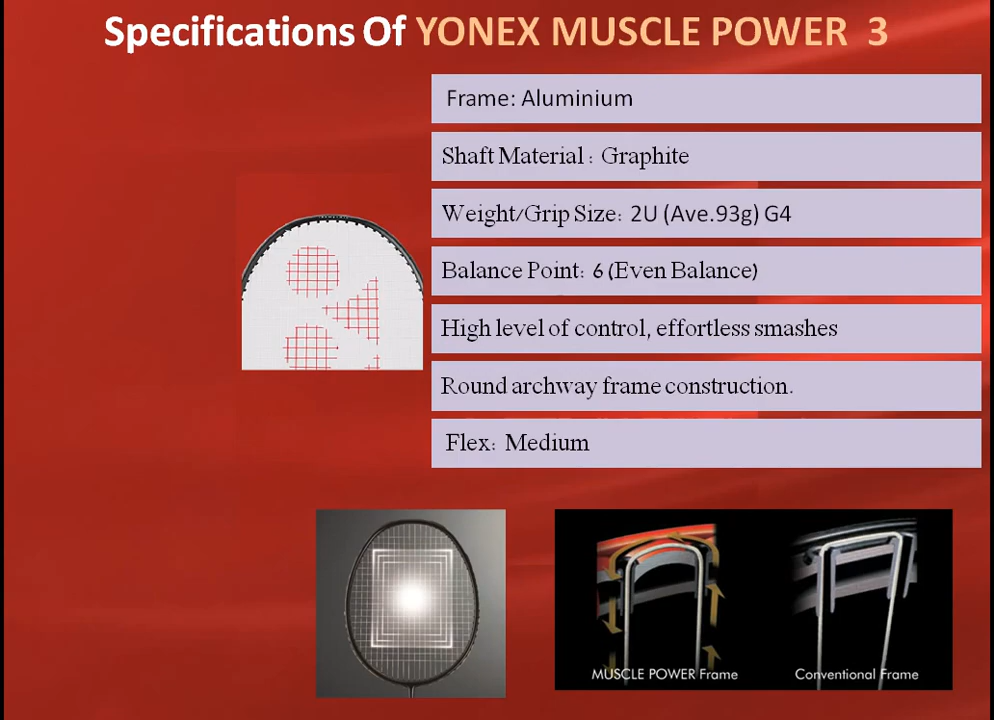 Specifications Of YONEX MUSCLE POWER 3
Frame: Aluminium
Shaft Material : Graphite
Weight/Grip Size: 2U (Ave.93g) G4
Balance Point: 6 (Even Balance)
High level of control, effortless smashes
Round archway frame construction.
Flex: Medium
MUSCLE POWER Frame
Conventional Frame